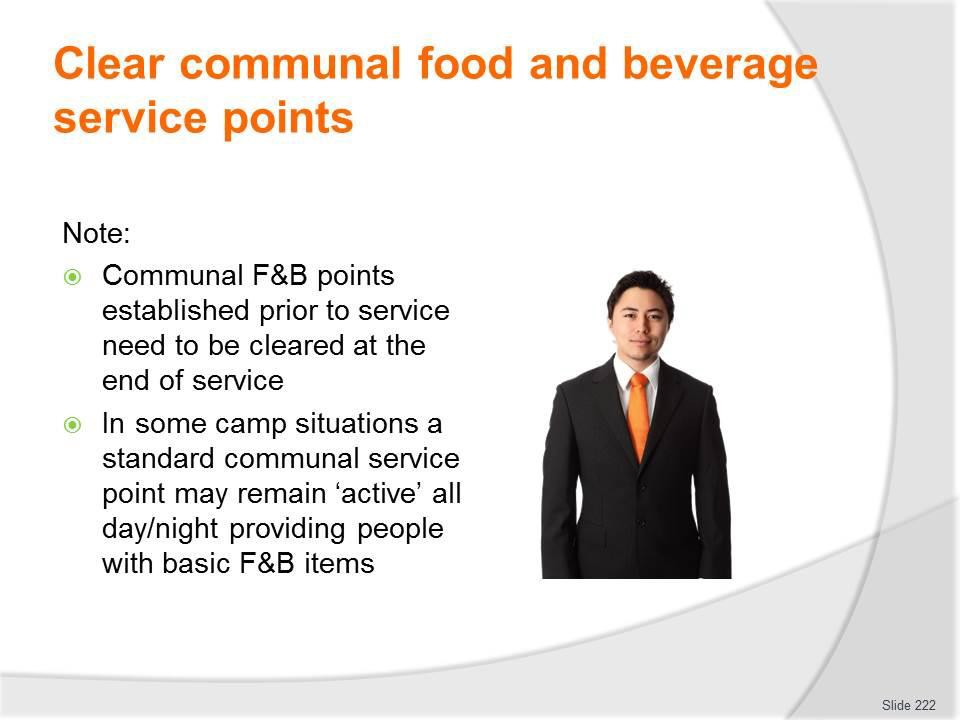 Clear communal food and beverage
service points
Note:
Communal F&B points
established prior to service
need to be cleared at the
end of service
In some camp situations a
standard communal service
point may remain ‘active’ all
day/night providing people
with basic F&B items
Slide 222